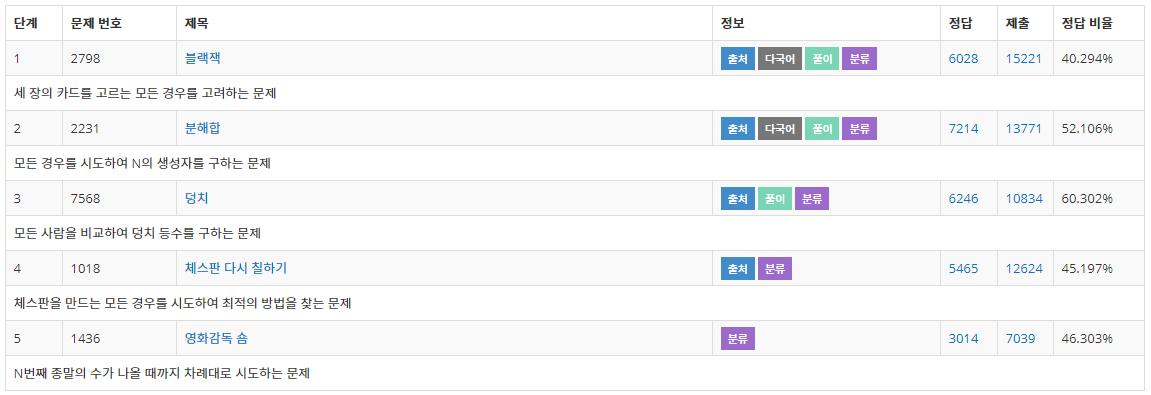 단계 문제 번호 제목 정보 정답 제출 정답 비율
1 2798 블랙잭 출처 다국어 풀이 분류 6028 15221 40.294%
세 장의 카드를 고르는 모든 경우를 고려하는 문제
2 2231 분해합 출처 다국어 풀이 분류 7214 13771 52.106%
모든 경우를 시도하여 N의 생성자를 구하는 문제
3 7568 덩치 출처 풀이 분류 6246 10834 60.302%
모든 사람을 비교하여 덩치 등수를 구하는 문제
4 1018 체스판 다시 칠하기 출처 분류 5465 12624 45.197%
체스판을 만드는 모든 경우를 시도하여 최적의 방법을 찾는 문제
5 1436 영화감독 숌 분류 3014 7039 46.303%
N번째 종말의 수가 나올 때까지 차례대로 시도하는 문제